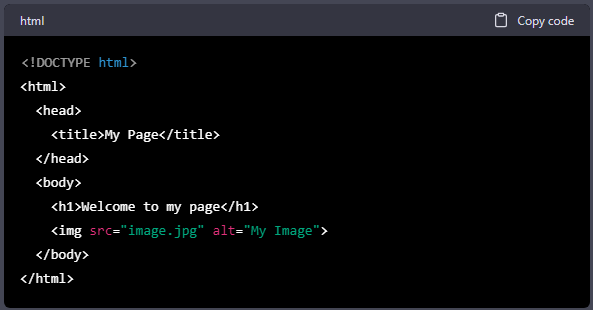 html Copy code
<!DOCTYPE html>
<html>
<head>
<title>My Page</title>
</head>
<body>
<h1>Welcome to my page</h1>
<img src="image.jpg" alt="My Image">
</body>
</html>